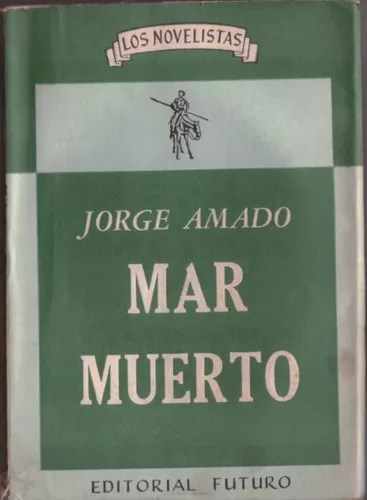 LOS NOVELISTAS
JORGE AMADO
MAR
MUERTO
EDITORIAL FUTURO